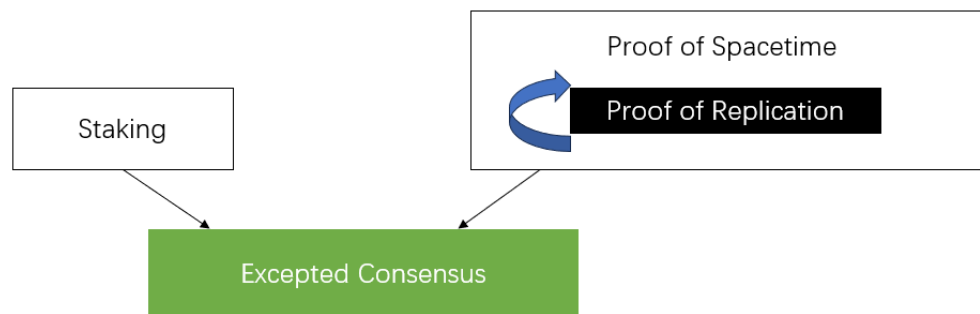 Proof of Spacetime
Staking
Proof of Replication
Excepted Consensus